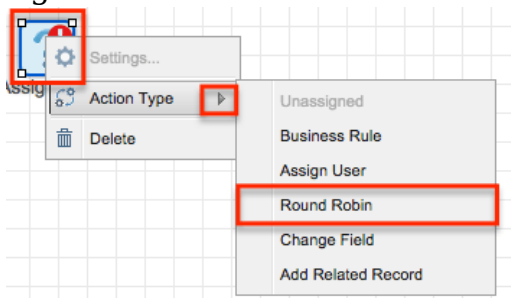 Settings...
Action Type
Delete
Unassigned
Business Rule
Assign User
Round Robin
Change Field
Add Related Record